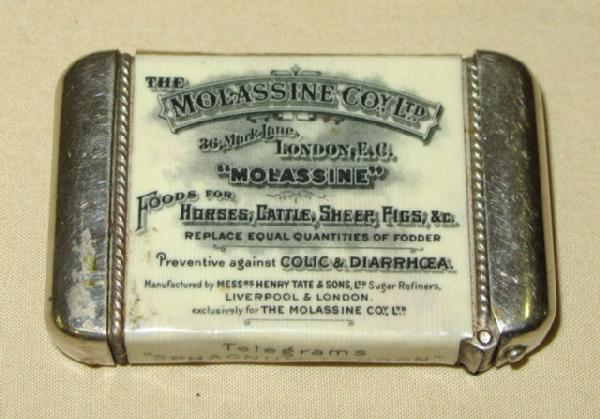 THE
MOLASSINE COY. LTD.
36, Mark Lane,
LONDON, E.C.
"MOLASSINE"
FOODS FOR
HORSES, CATTLE, SHEEP, PIGS, &c.
REPLACE EQUAL QUANTITIES OF FODDER
Preventive against COLIC & DIARRHŒA.
Manufactured by MESSRS HENRY TATE & SONS, LTD Sugar Refiners,
LIVERPOOL & LONDON.
exclusively for THE MOLASSINE COY. LTD
Telegrams